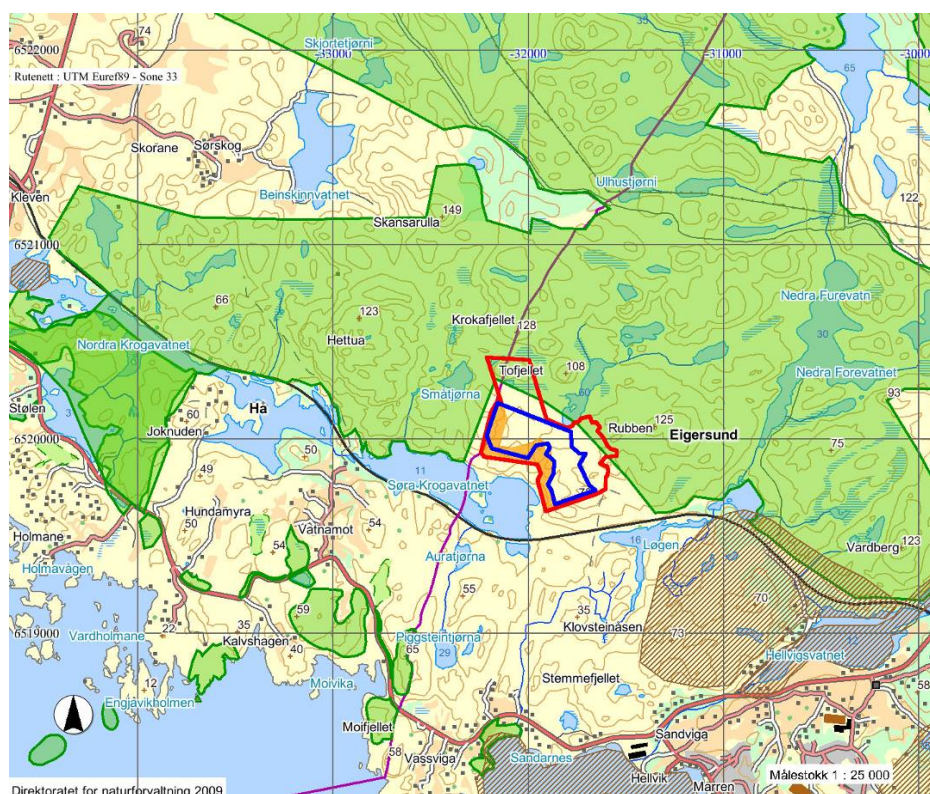 74
6522000
Skjortetjørni
-33000
-32000
35
-31000
-3000
Rutenett : UTM Euref89 - Sone 33
65
Skorane
Sørskog
Kleven
Beinskinnvatnet
Ulhustjørni
149
Skansarulla
122
6521000
66
123
Krokafjellet
128
Nedra Furevatn
Hettua
30
Nordra Krogavatnet
Tofjellet
108
Nedra Forevatnet
Småtjørna
60
93
Stølen
3
60
Hå
Rubben
125
Joknuden
6520000
Eigersund
75
50
49
11
Søra Krogavatnet
Hundamyra
50
Vatnamot
54
Holmane
54
16
Løgen
Vardberg
123
Holmavågen
Auratjørna
55
59
35
70
6519000
Vardholmane
22
35
Klovsteinåsen
Kalvshagen
40
Piggsteintjørna
73
65
29
Hellvigsvatnet
12
Moivika
Stemmefjellet
58
Engjavikholmen
Moifjellet
Sandviga
58
Vassviga
Sandarnes
Målestokk 1 : 25 000
Hellvik
Marren
Direktoratet for naturforvaltning 2009